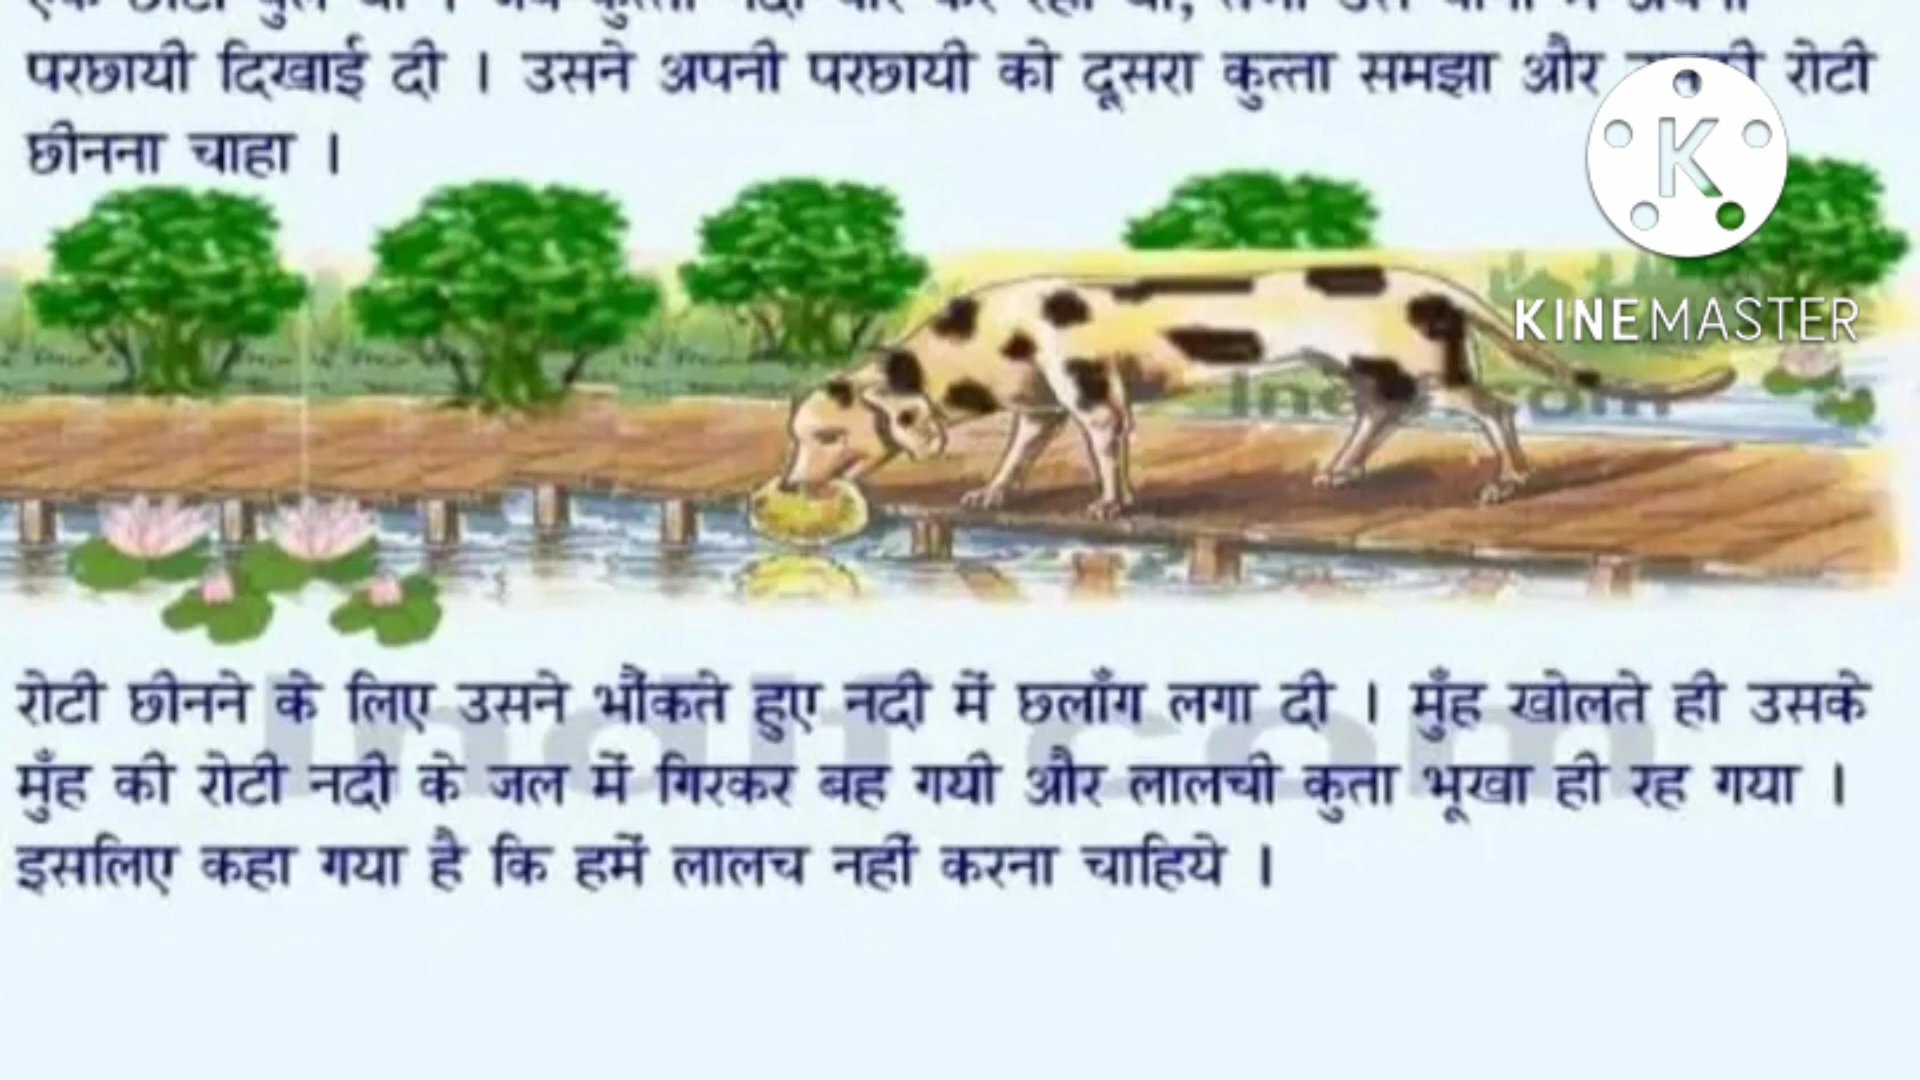 परछायी दिखाई दी । उसने अपनी परछायी को दूसरा कुत्ता समझा और रोटी
छीनना चाहा ।
KINEMASTER
रोटी छीनने के लिए उसने भौंकते हुए नदी में छलाँग लगा दी । मुँह खोलते ही उसके
मुँह की रोटी नदी के जल में गिरकर बह गयी और लालची कुता भूखा ही रह गया ।
इसलिए कहा गया है कि हमें लालच नहीं करना चाहिये ।